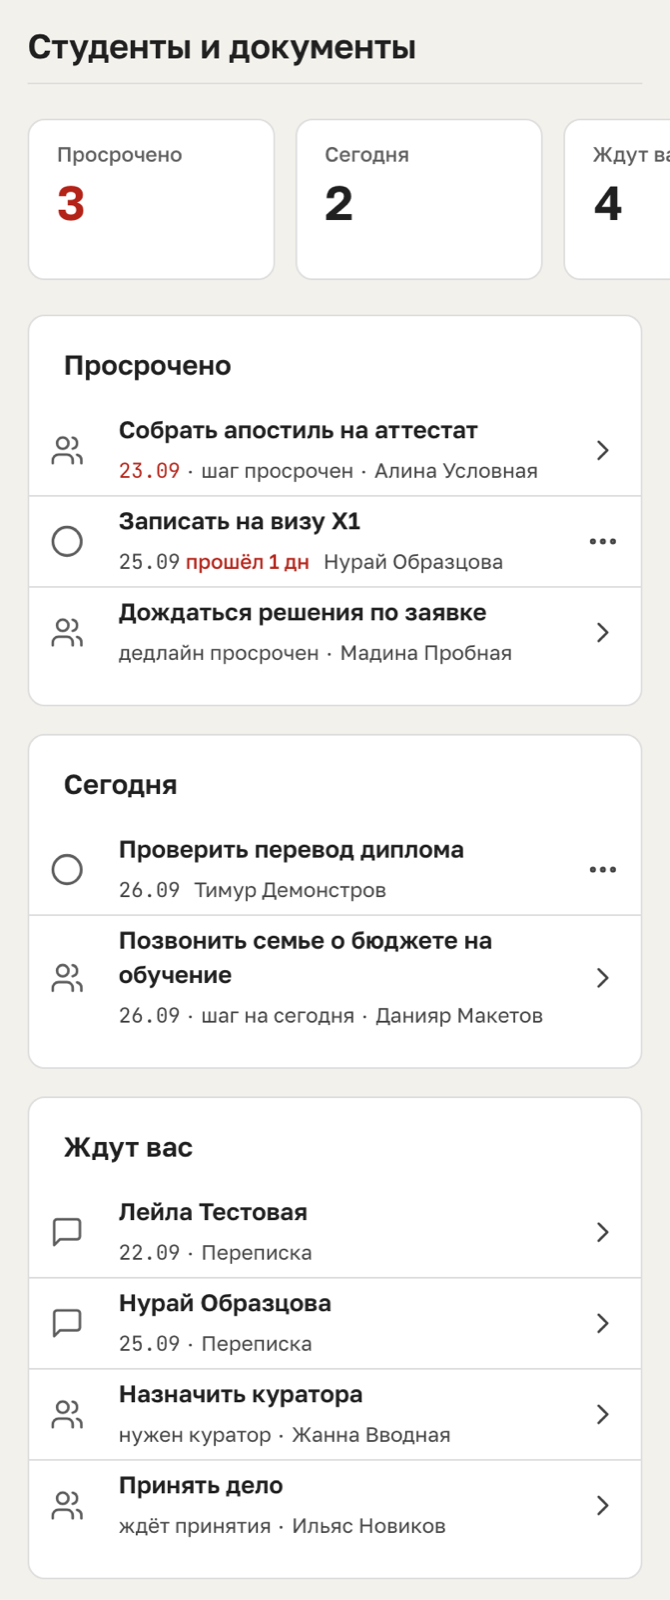 Студенты и документы
Просрочено
3
Сегодня
2
Ждут
4
Просрочено
Собрать апостиль на аттестат
23.09 · шаг просрочен · Алина Условная
Записать на визу X1
25.09 прошёл 1 дн Нурай Образцова
Дождаться решения по заявке
дедлайн просрочен · Мадина Пробная
Сегодня
Проверить перевод диплома
26.09 Тимур Демонстров
Позвонить семье о бюджете на
обучение
26.09 · шаг на сегодня · Данияр Макетов
Ждут вас
Лейла Тестовая
22.09 · Переписка
Нурай Образцова
25.09 · Переписка
Назначить куратора
нужен куратор · Жанна Вводная
Принять дело
ждёт принятия · Ильяс Новиков